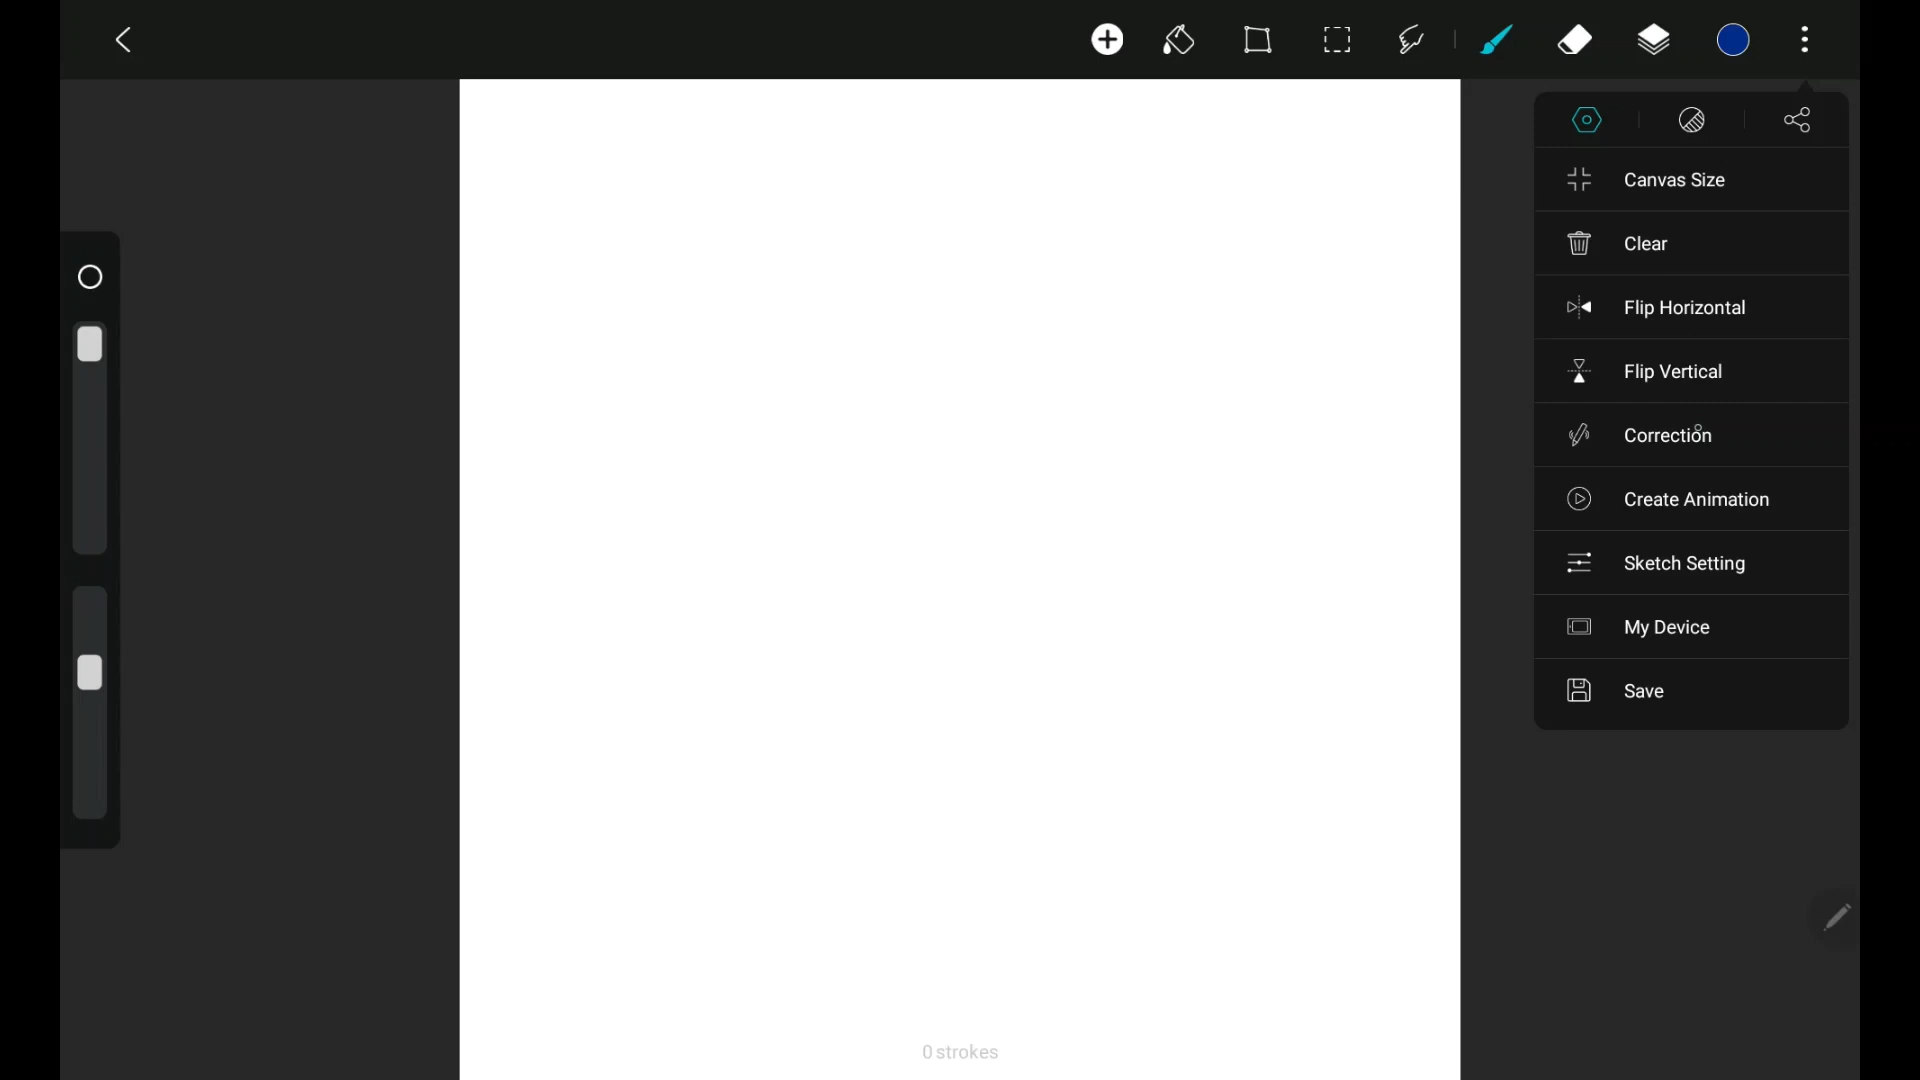 Canvas Size
Clear
Flip Horizontal
Flip Vertical
Correction
Create Animation
Sketch Setting
My Device
Save
0 strokes